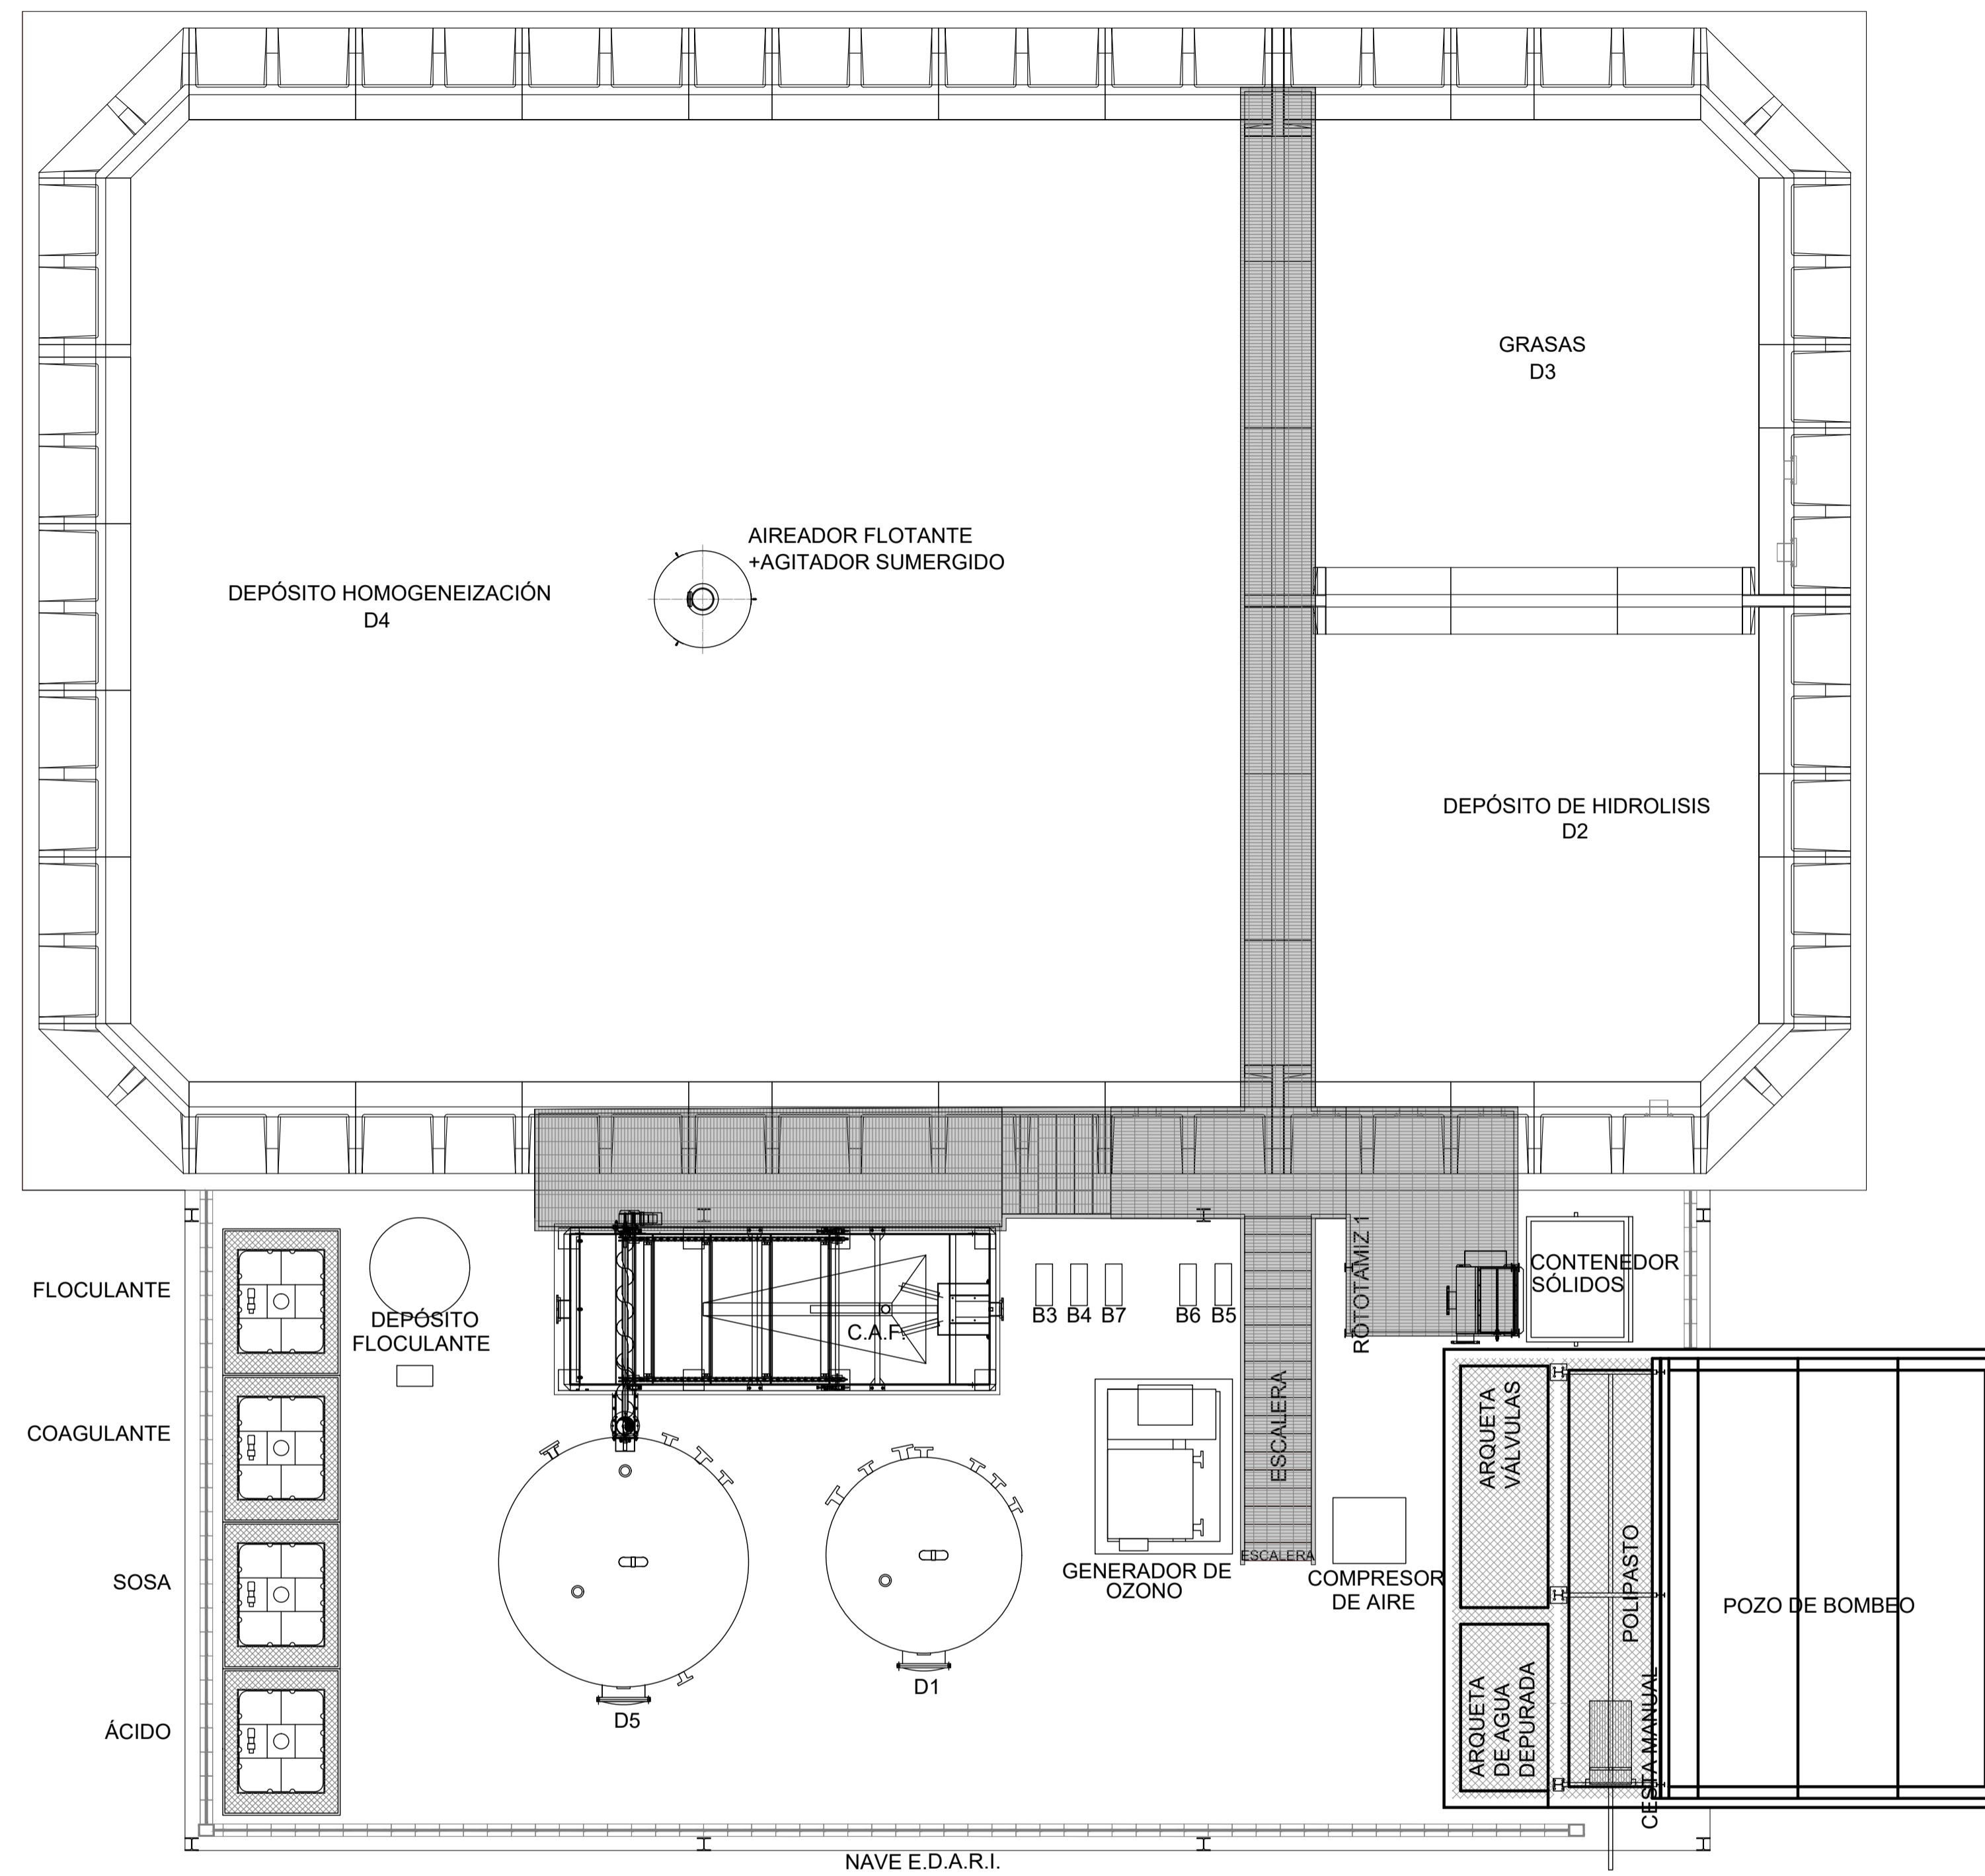 GRASAS
D3
AIREADOR FLOTANTE
+AGITADOR SUMERGIDO
DEPÓSITO HOMOGENEIZACIÓN
D4
DEPÓSITO DE HIDROLISIS
D2
FLOCULANTE
DEPÓSITO
FLOCULANTE
C.A.F.
B3
B4
B7
B6
B5
ROTOTAMIZ 1
CONTENEDOR
SÓLIDOS
COAGULANTE
ESCALERA
ARQUETA
VÁLVULAS
SOSA
GENERADOR DE
OZONO
ESCALERA
COMPRESOR
DE AIRE
POLIPASTO
POZO DE BOMBEO
ÁCIDO
D5
D1
ARQUETA
DE AGUA
DEPURADA
CESTA MANUAL
NAVE E.D.A.R.I.